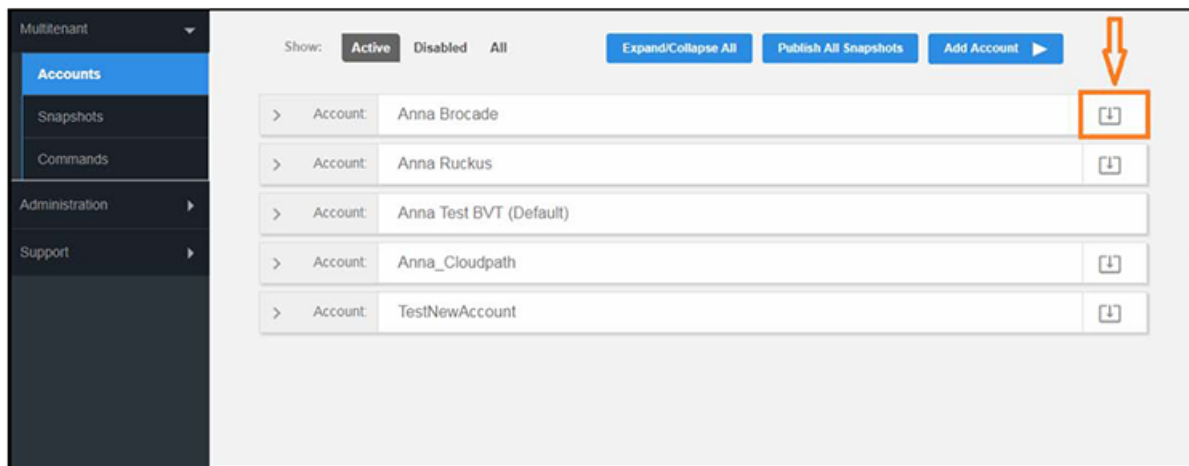 Multitenant
Accounts
Snapshots
Commands
Administration
Support
Show: Active Disabled All Expand/Collapse All Publish All Snapshots Add Account
Account: Anna Brocade
Account: Anna Ruckus
Account: Anna Test BVT (Default)
Account: Anna_Cloudpath
Account: TestNewAccount